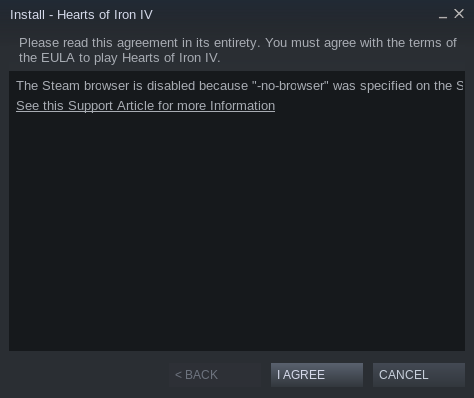 Install - Hearts of Iron IV
Please read this agreement in its entirety. You must agree with the terms of
the EULA to play Hearts of Iron IV.
The Steam browser is disabled because "-no-browser" was specified on the S
See this Support Article for more Information
< BACK
I AGREE
CANCEL